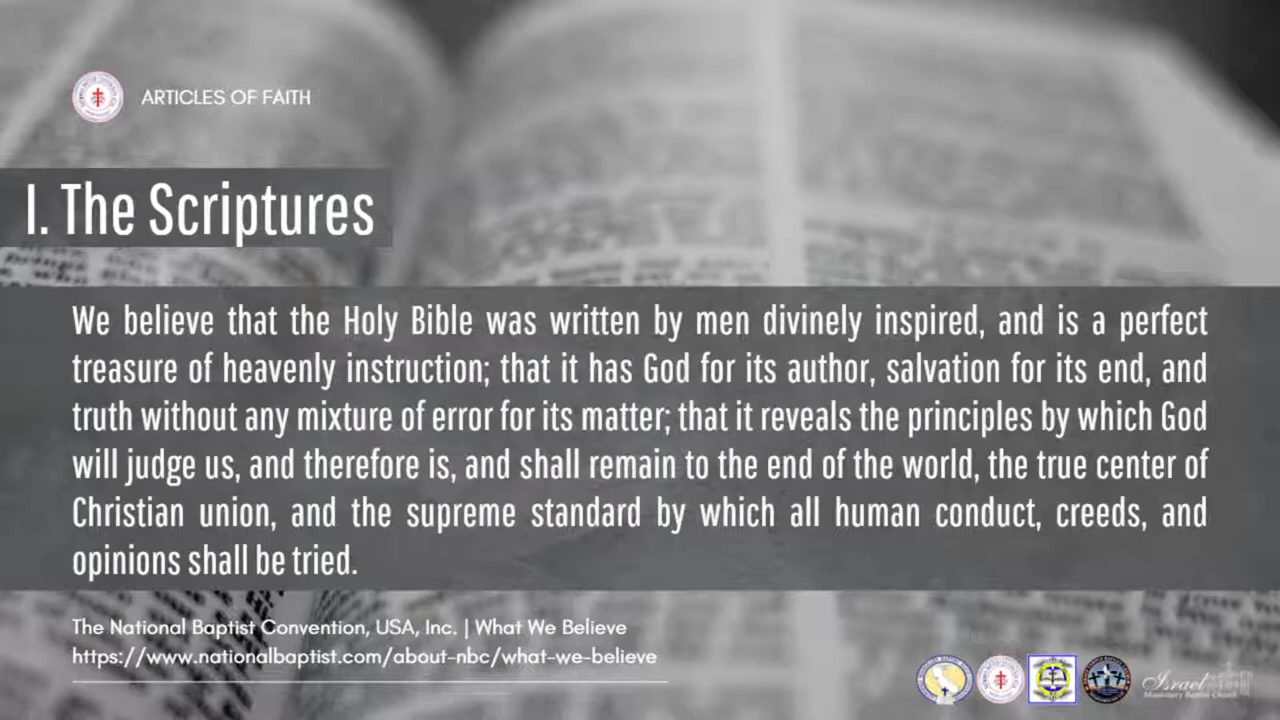 ARTICLES OF FAITH
I. The Scriptures
We believe that the Holy Bible was written by men divinely inspired, and is a perfect
treasure of heavenly instruction; that it has God for its author, salvation for its end, and
truth without any mixture of error for its matter; that it reveals the principles by which God
will judge us, and therefore is, and shall remain to the end of the world, the true center of
Christian union, and the supreme standard by which all human conduct, creeds, and
opinions shall be tried.
The National Baptist Convention, USA, Inc. | What We Believe
https://www.nationalbaptist.com/about-nbc/what-we-believe
Israel
Missionary Baptist Church